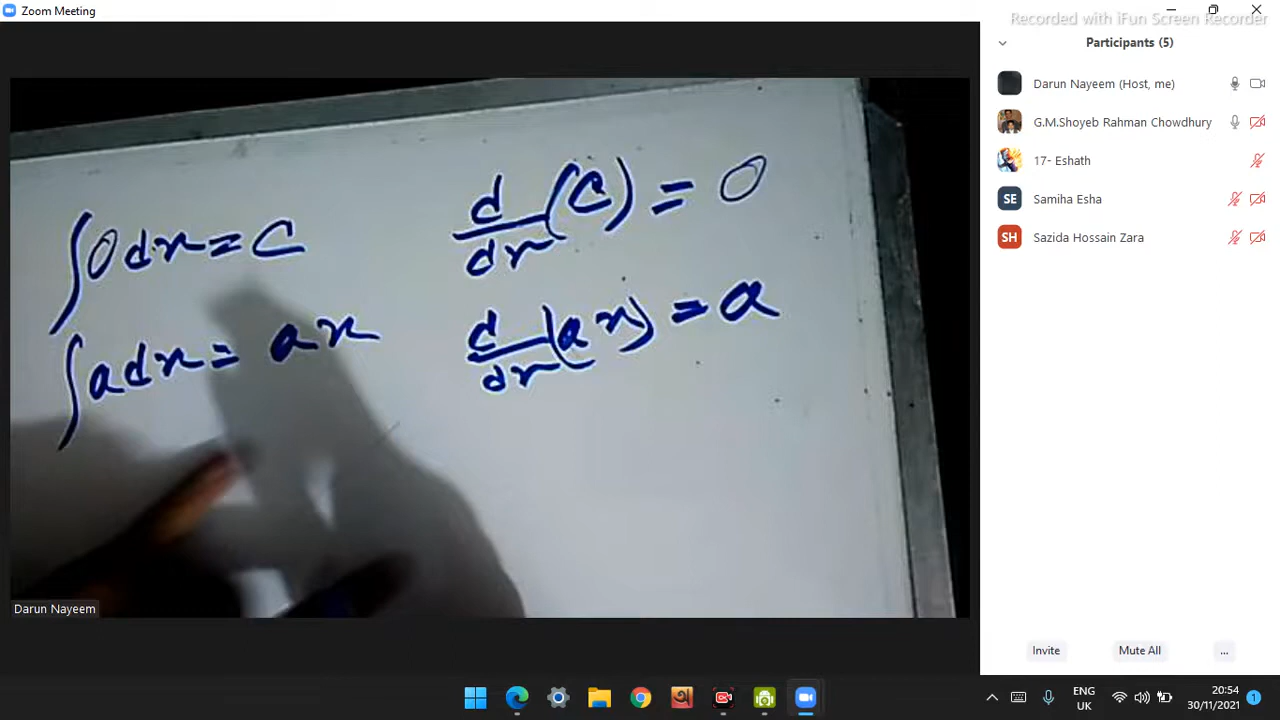 Zoom Meeting
Recorded with iFun Screen Recorder
Participants (5)
Darun Nayeem (Host, me)
G.M.Shoyeb Rahman Chowdhury
17- Eshath
SE Samiha Esha
SH Sazida Hossain Zara
∫0dx = C
d/dx (C) = 0
∫adx = ax
d/dx (ax) = a
Darun Nayeem
Invite Mute All ...
অ
ENG
UK
20:54
30/11/2021
1